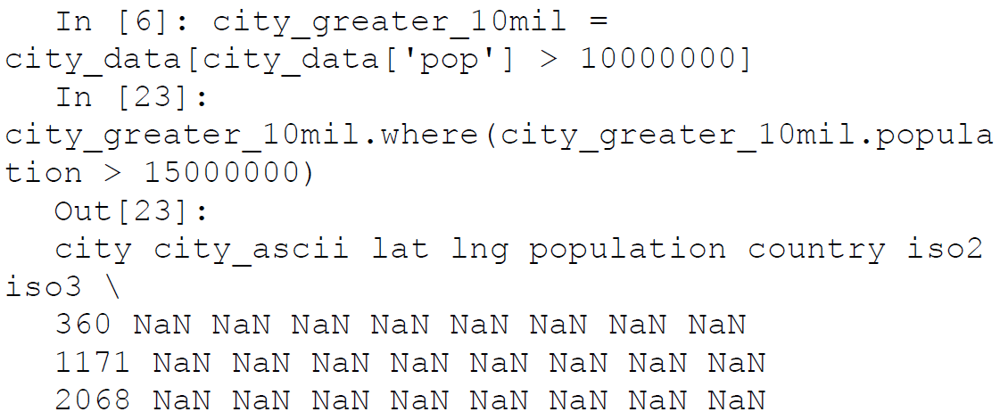 In [6]: city_greater_10mil =
city_data[city_data['pop'] > 10000000]
In [23]:
city_greater_10mil.where(city_greater_10mil.popula
tion > 15000000)
Out[23]:
city city_ascii lat lng population country iso2
iso3 \
360 NaN NaN NaN NaN NaN NaN NaN NaN
1171 NaN NaN NaN NaN NaN NaN NaN NaN
2068 NaN NaN NaN NaN NaN NaN NaN NaN